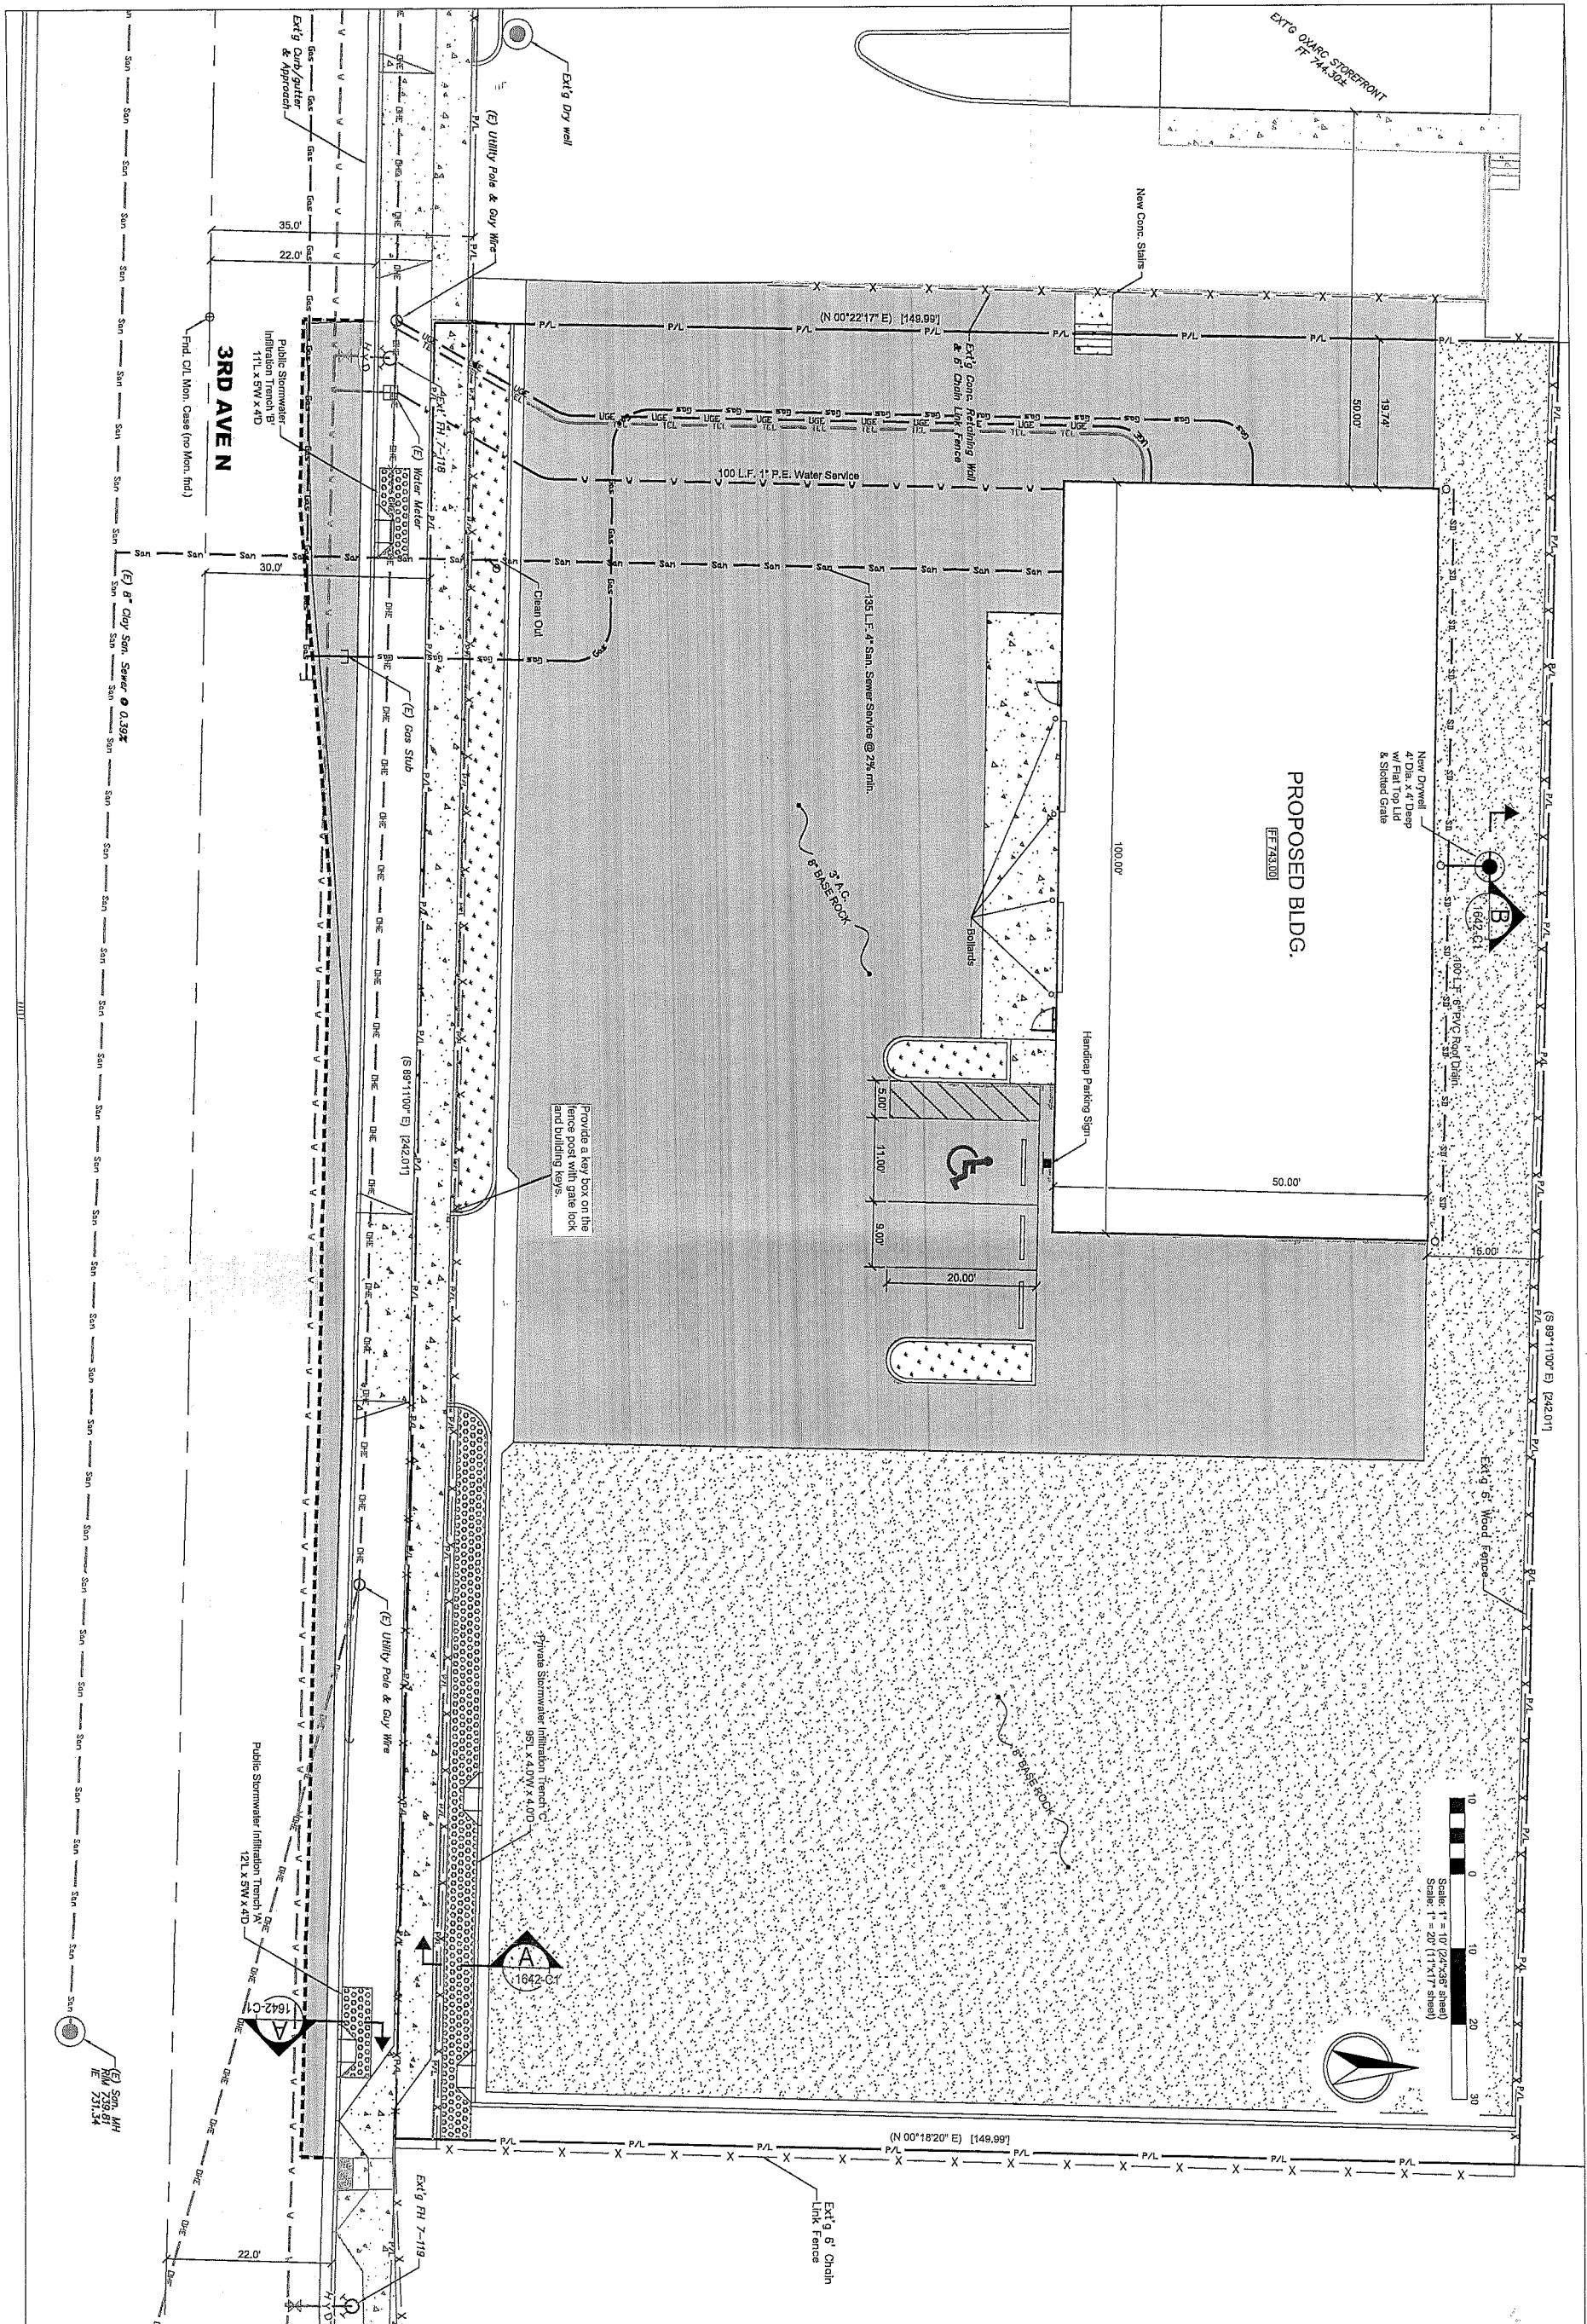 EXT'G OXARC STOREFRONT
FF 744.30±
Ext'g Dry well
Ext'g Curb/gutter
& Approach
(E) Utility Pole & Guy Wire
New Conc. Stairs
35.0'
22.0'
(N 00°22'17" E) [149.99']
Ext'g Conc. Retaining Wall
& 6' Chain Link Fence
19.74'
50.00'
3RD AVE N
Fnd. C/L Mon. Case (no Mon. fnd.)
Public Stormwater
Infiltration Trench 'B'
11'L x 5'W x 4'D
Ext. FH 7-118
(E) Water Meter
100 L.F. 1" P.E. Water Service
30.0'
Clean Out
135 L.F. 4" San. Sewer Service @ 2% min.
(E) Gas Stub
(E) 8" Clay San. Sewer @ 0.39%
New Drywell
4' Dia. x 4' Deep
w/ Flat Top Lid
& Slotted Grate
PROPOSED BLDG.
FF 743.00
100.00'
3" A.C.
6" BASE ROCK
Bollards
B
1642-C1
100 L.F. 6" PVC Roof Drain
Handicap Parking Sign
5.00'
11.00'
9.00'
20.00'
50.00'
15.00'
(S 89°11'00" E) [242.01']
Provide a key box on the
fence post with gate lock
and building keys.
(S 89°11'00" E) [242.01']
Ext'g 6' Wood Fence
(E) Utility Pole & Guy Wire
Private Stormwater Infiltration Trench 'C'
95'L x 4.0'W x 4.0'D
BASE ROCK
10 0 10 20 30
Scale: 1" = 10' (24"x36" sheet)
Scale: 1" = 20' (11"x17" sheet)
Public Stormwater Infiltration Trench 'A'
12'L x 5'W x 4'D
A
1642-C1
A
1642-C1
(E) San. MH
RIM 739.81
IE 731.34
(N 00°18'20" E) [149.99']
Ext'g 6' Chain
Link Fence
Ext'g FH 7-119
22.0'